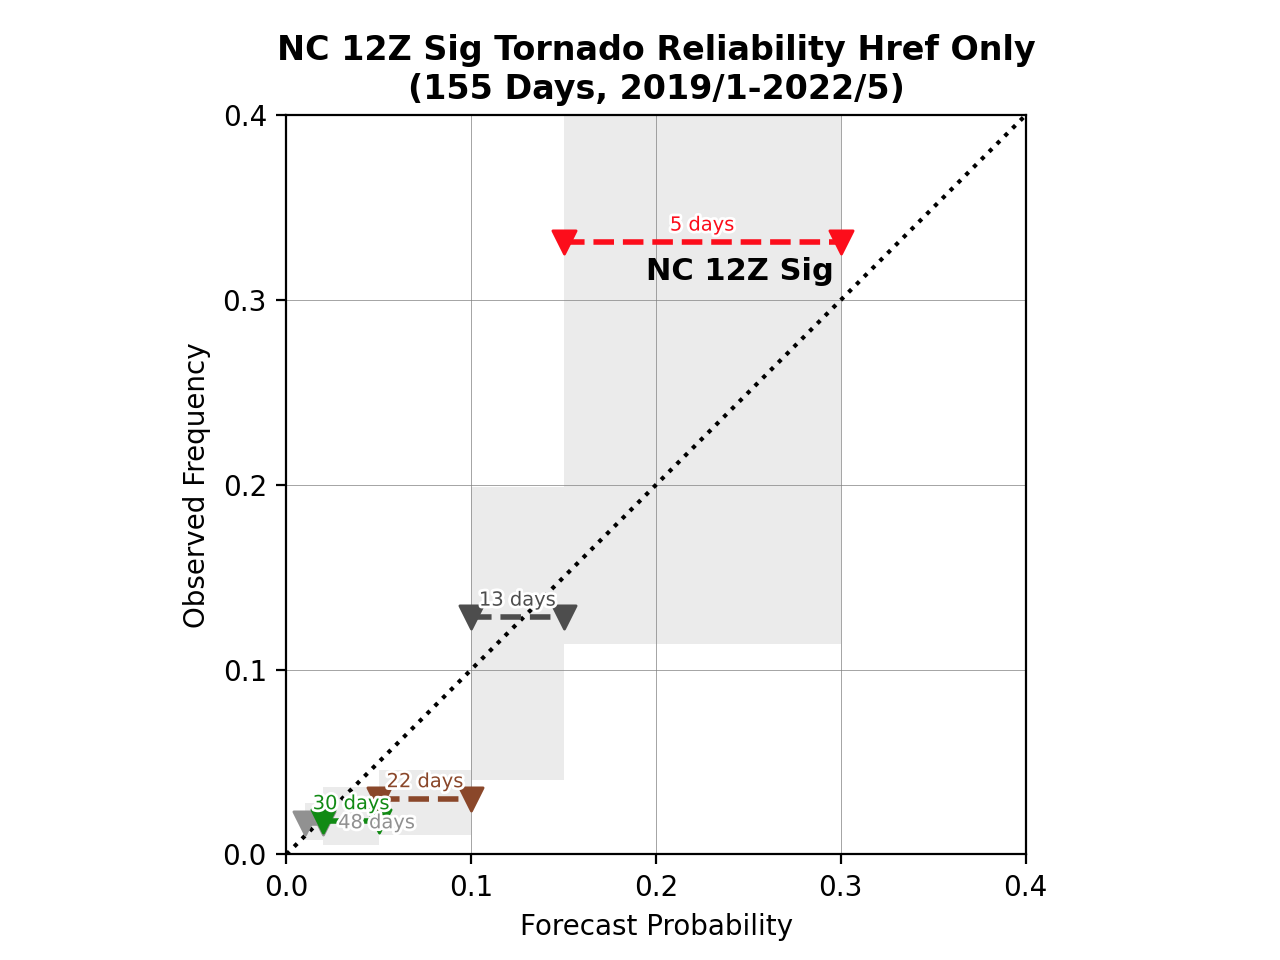 NC 12Z Sig Tornado Reliability Href Only
(155 Days, 2019/1-2022/5)
0.4
5 days
NC 12Z Sig
0.3
Observed Frequency
0.2
13 days
0.1
22 days
30 days
48 days
0.0
0.0 0.1 0.2 0.3 0.4
Forecast Probability